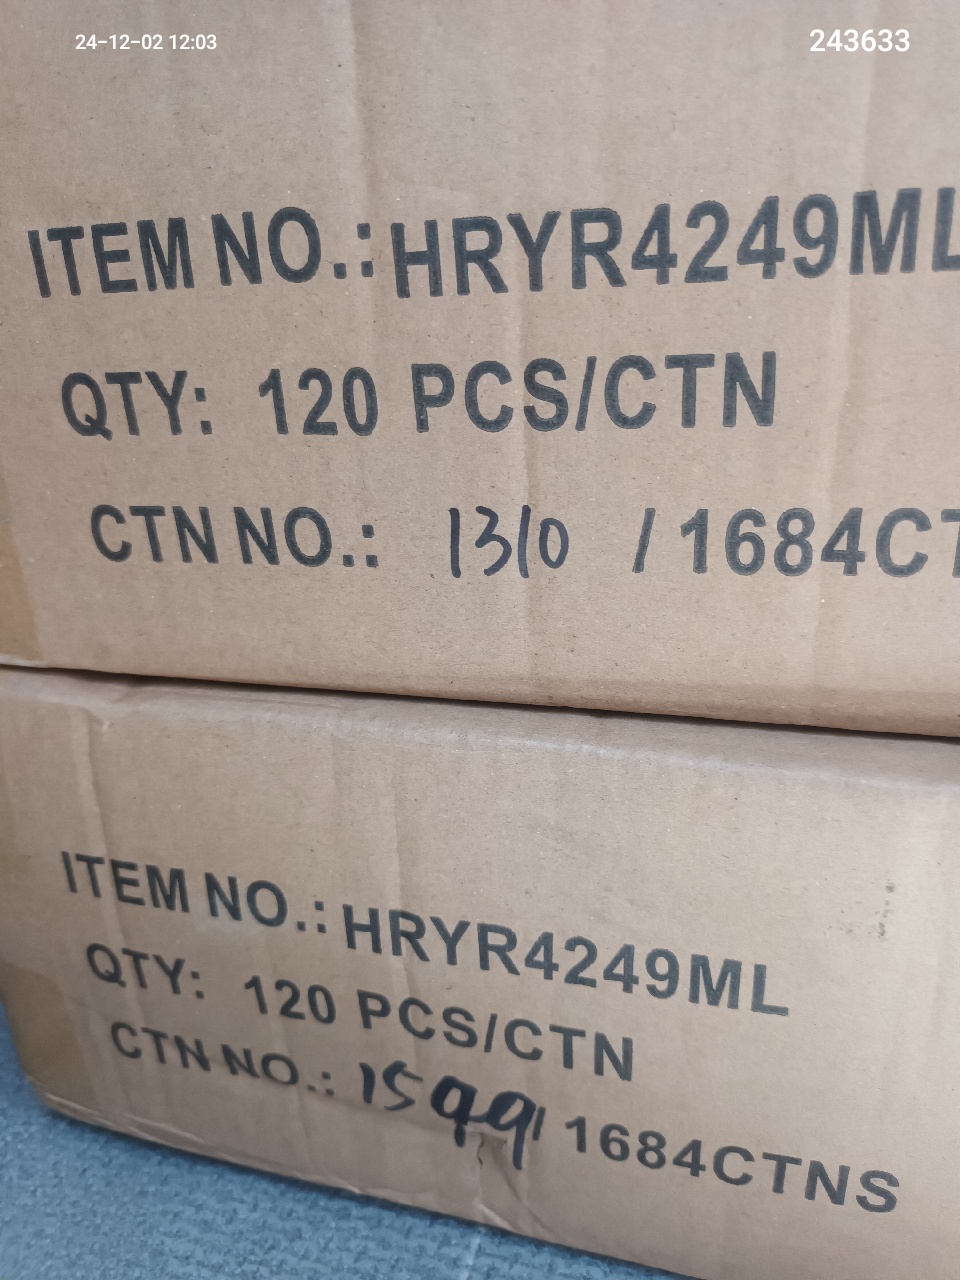 24-12-02 12:03
243633
ITEM NO.: HRYR4249ML
QTY: 120 PCS/CTN
CTN NO.: 1310 / 1684CT
ITEM NO.: HRYR4249ML
QTY: 120 PCS/CTN
CTN NO.: 1599 / 1684CTNS